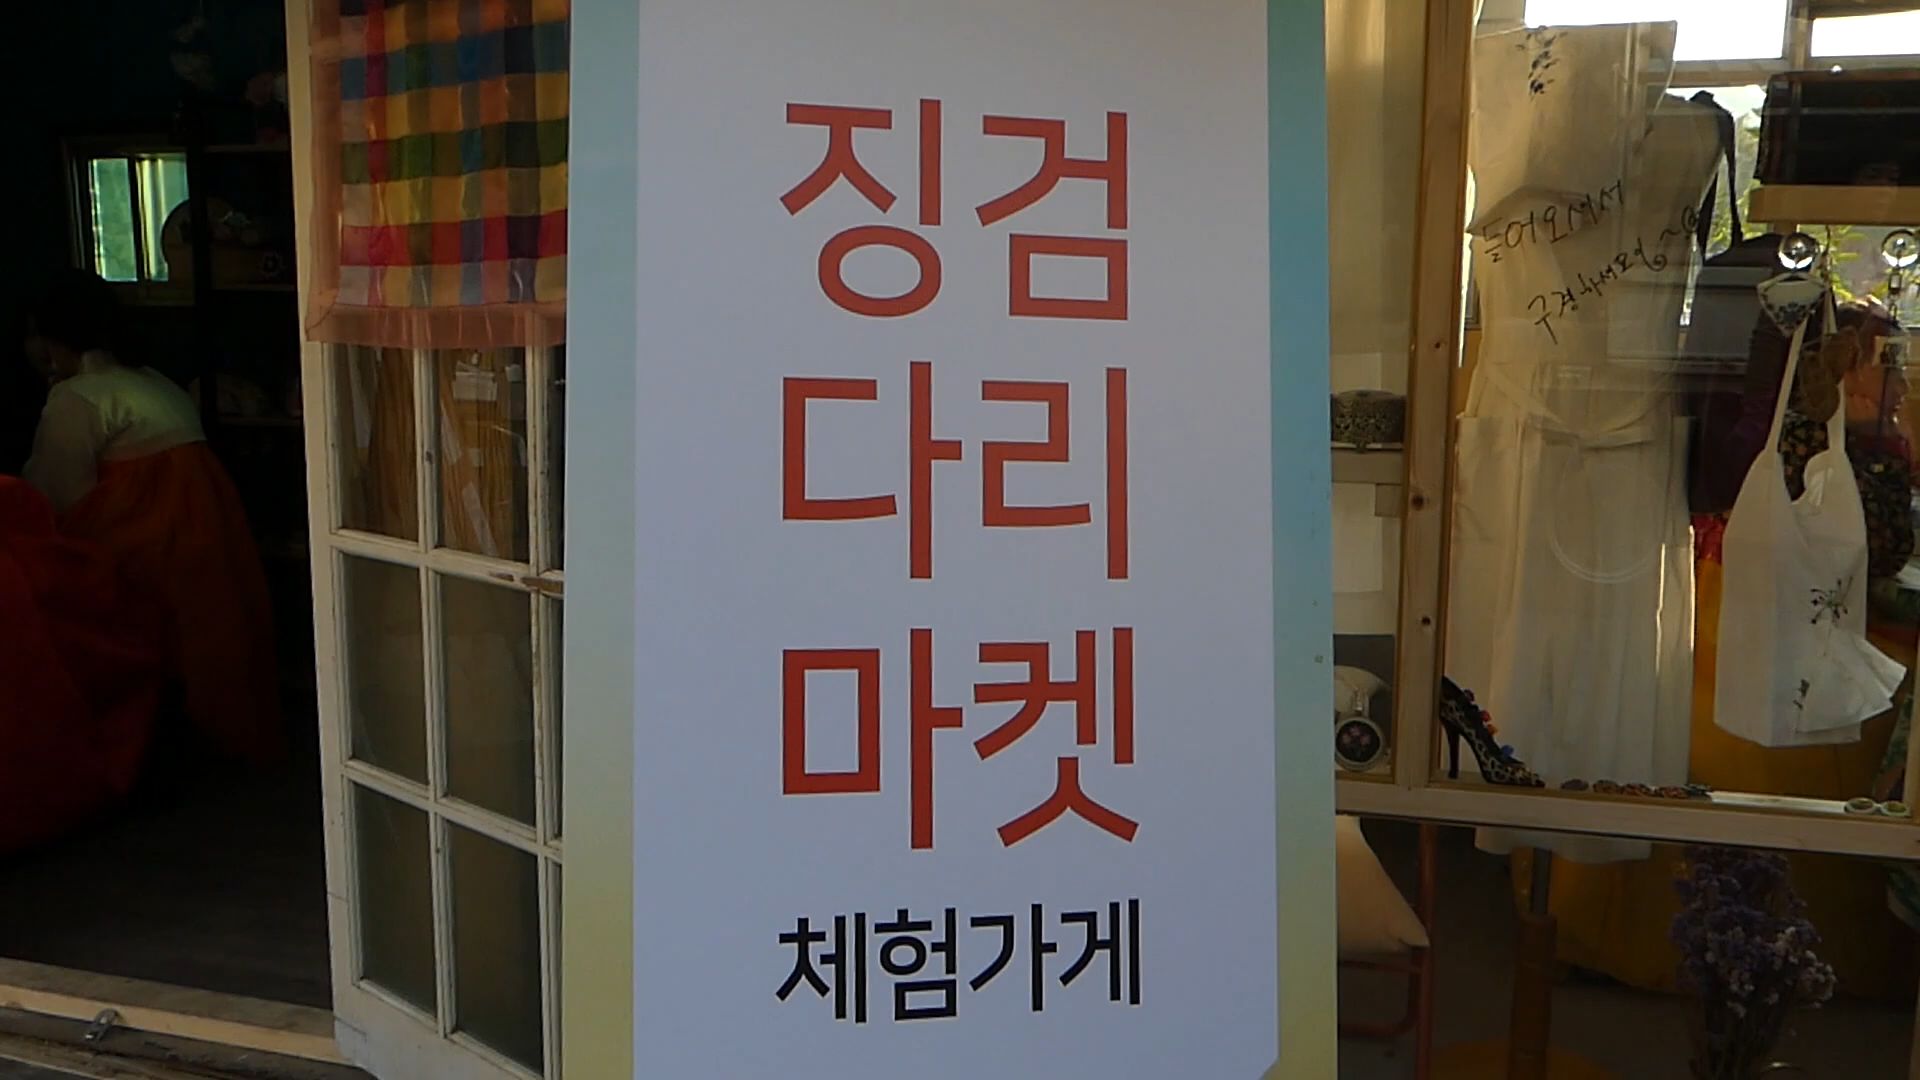 징검
다리
마켓
체험가게
들어오셔서
구경하세요~